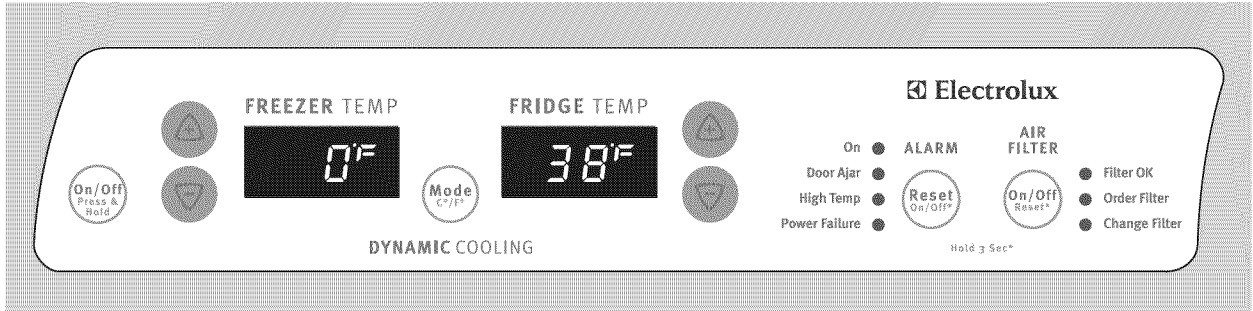 Electrolux
FREEZER TEMP
FRIDGE TEMP
0°F
38°F
On/Off
Press &
Hold
Mode
C°/F°
DYNAMIC COOLING
On
Door Ajar
High Temp
Power Failure
ALARM
Reset
On/Off*
AIR
FILTER
On/Off
Reset*
Filter OK
Order Filter
Change Filter
Hold 3 Sec*